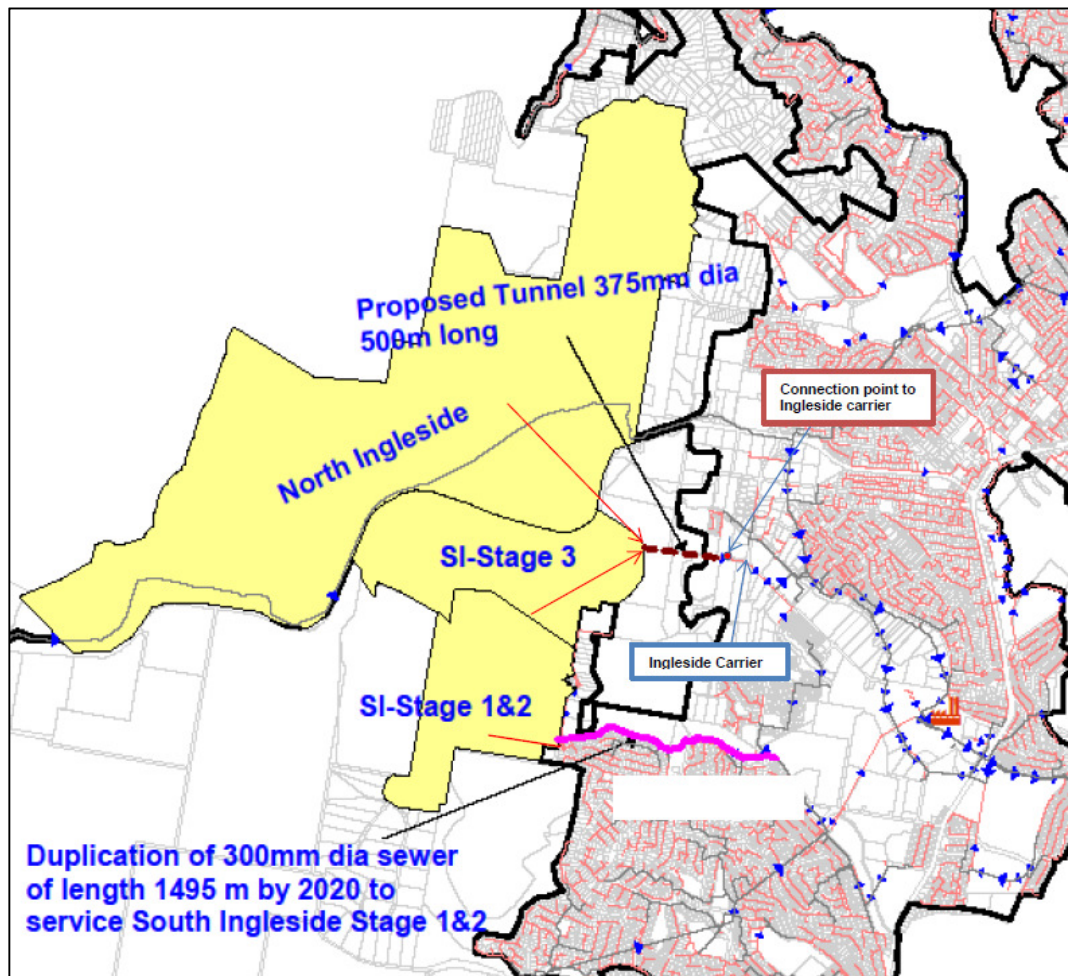 Proposed Tunnel 375mm dia
500m long
Connection point to
Ingleside carrier
North Ingleside
SI-Stage 3
Ingleside Carrier
SI-Stage 1&2
Duplication of 300mm dia sewer
of length 1495 m by 2020 to
service South Ingleside Stage 1&2